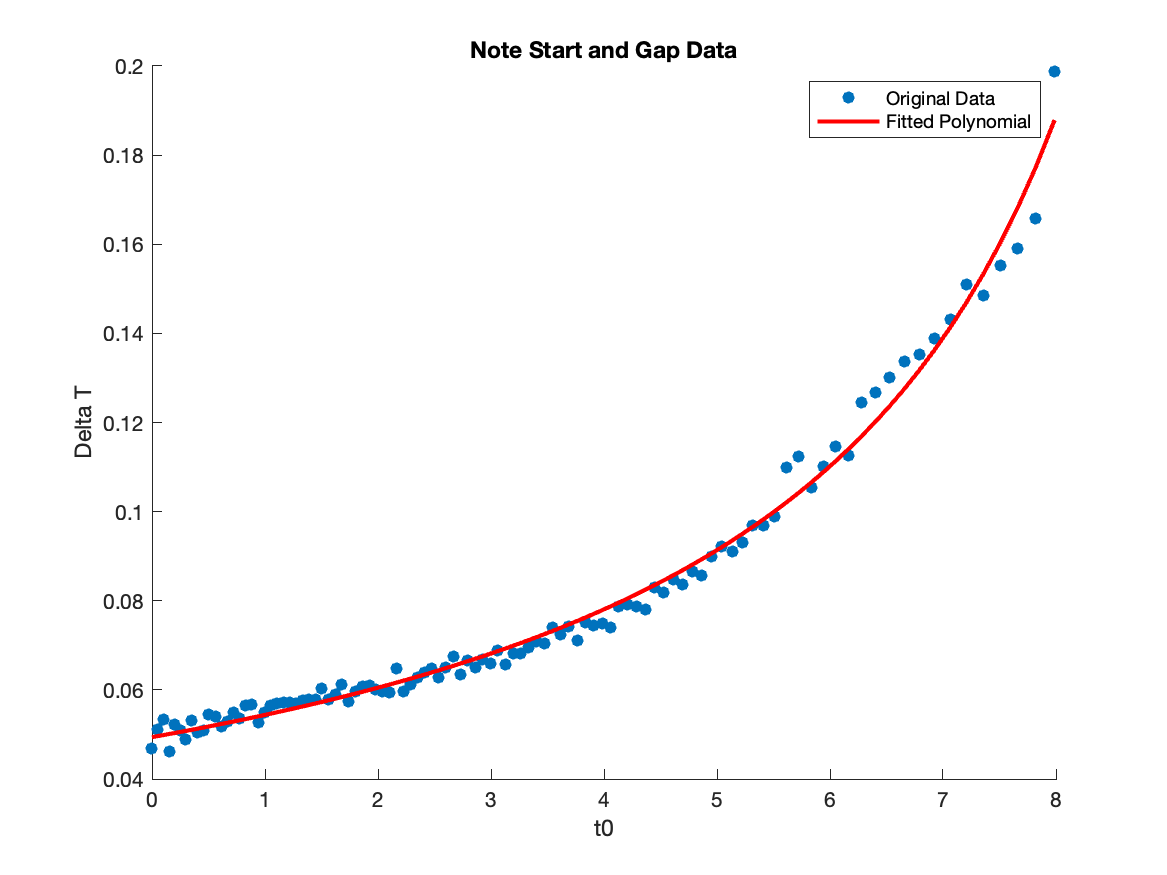 Note Start and Gap Data
Original Data
Fitted Polynomial
0.2
0.18
0.16
0.14
0.12
0.1
0.08
0.06
0.04
Delta T
0 1 2 3 4 5 6 7 8
t0